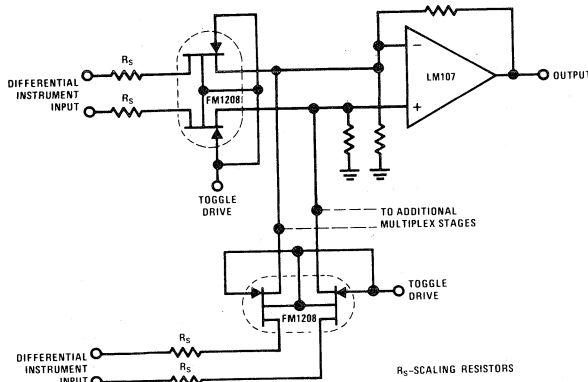 RS
DIFFERENTIAL
INSTRUMENT
INPUT
RS
FM1208
TOGGLE
DRIVE
−
LM107
+
OUTPUT
TO ADDITIONAL
MULTIPLEX STAGES
TOGGLE
DRIVE
FM1208
RS
DIFFERENTIAL
INSTRUMENT
INPUT
RS
RS-SCALING RESISTORS